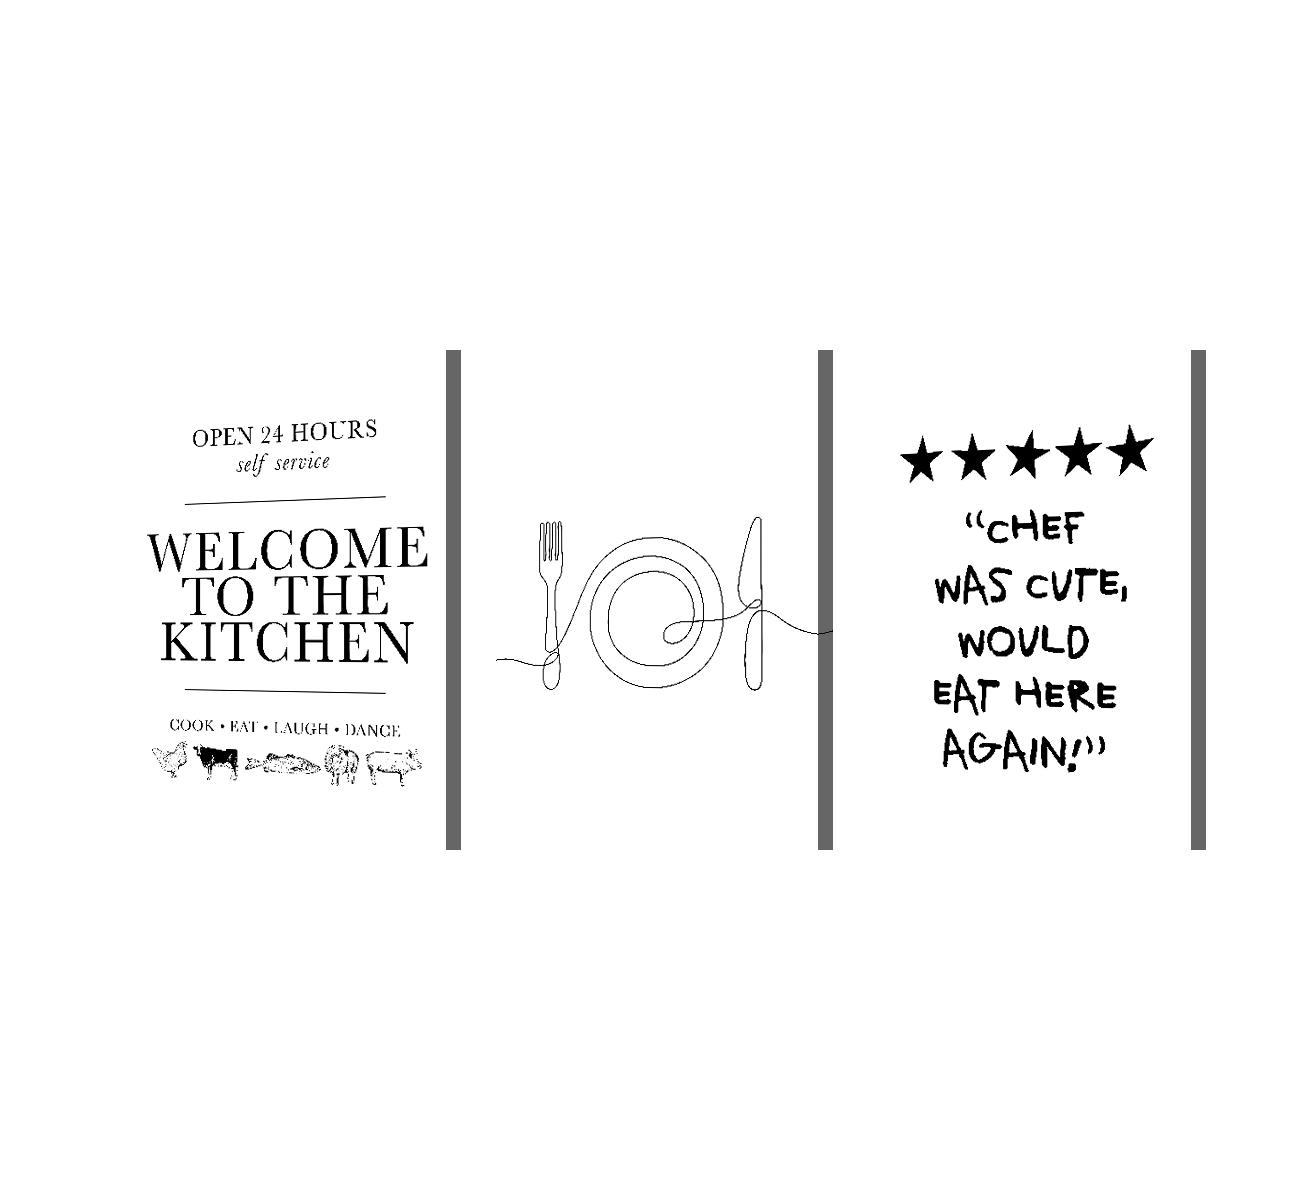 OPEN 24 HOURS
self service
WELCOME
TO THE
KITCHEN
COOK • EAT • LAUGH • DANCE
“CHEF
WAS CUTE,
WOULD
EAT HERE
AGAIN!”